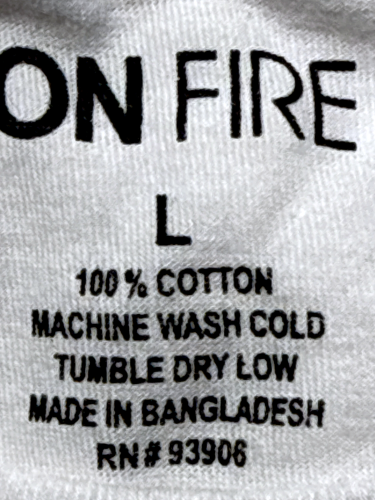 ON FIRE
L
100% COTTON
MACHINE WASH COLD
TUMBLE DRY LOW
MADE IN BANGLADESH
RN# 93906